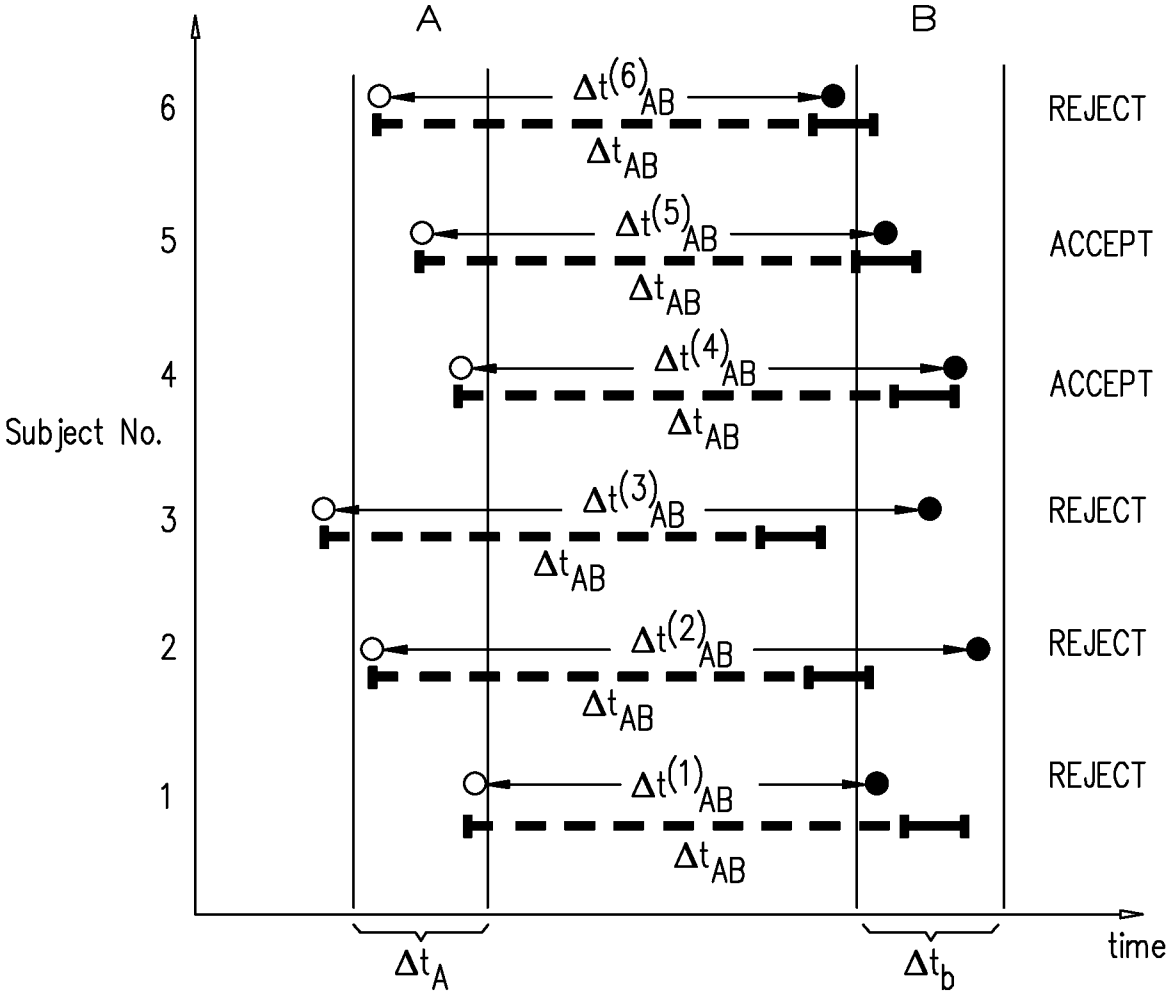 A B
6 Δt(6)AB REJECT
ΔtAB
5 Δt(5)AB ACCEPT
ΔtAB
4 Δt(4)AB ACCEPT
ΔtAB
Subject No.
3 Δt(3)AB REJECT
ΔtAB
2 Δt(2)AB REJECT
ΔtAB
1 Δt(1)AB REJECT
ΔtAB
time
ΔtA Δtb